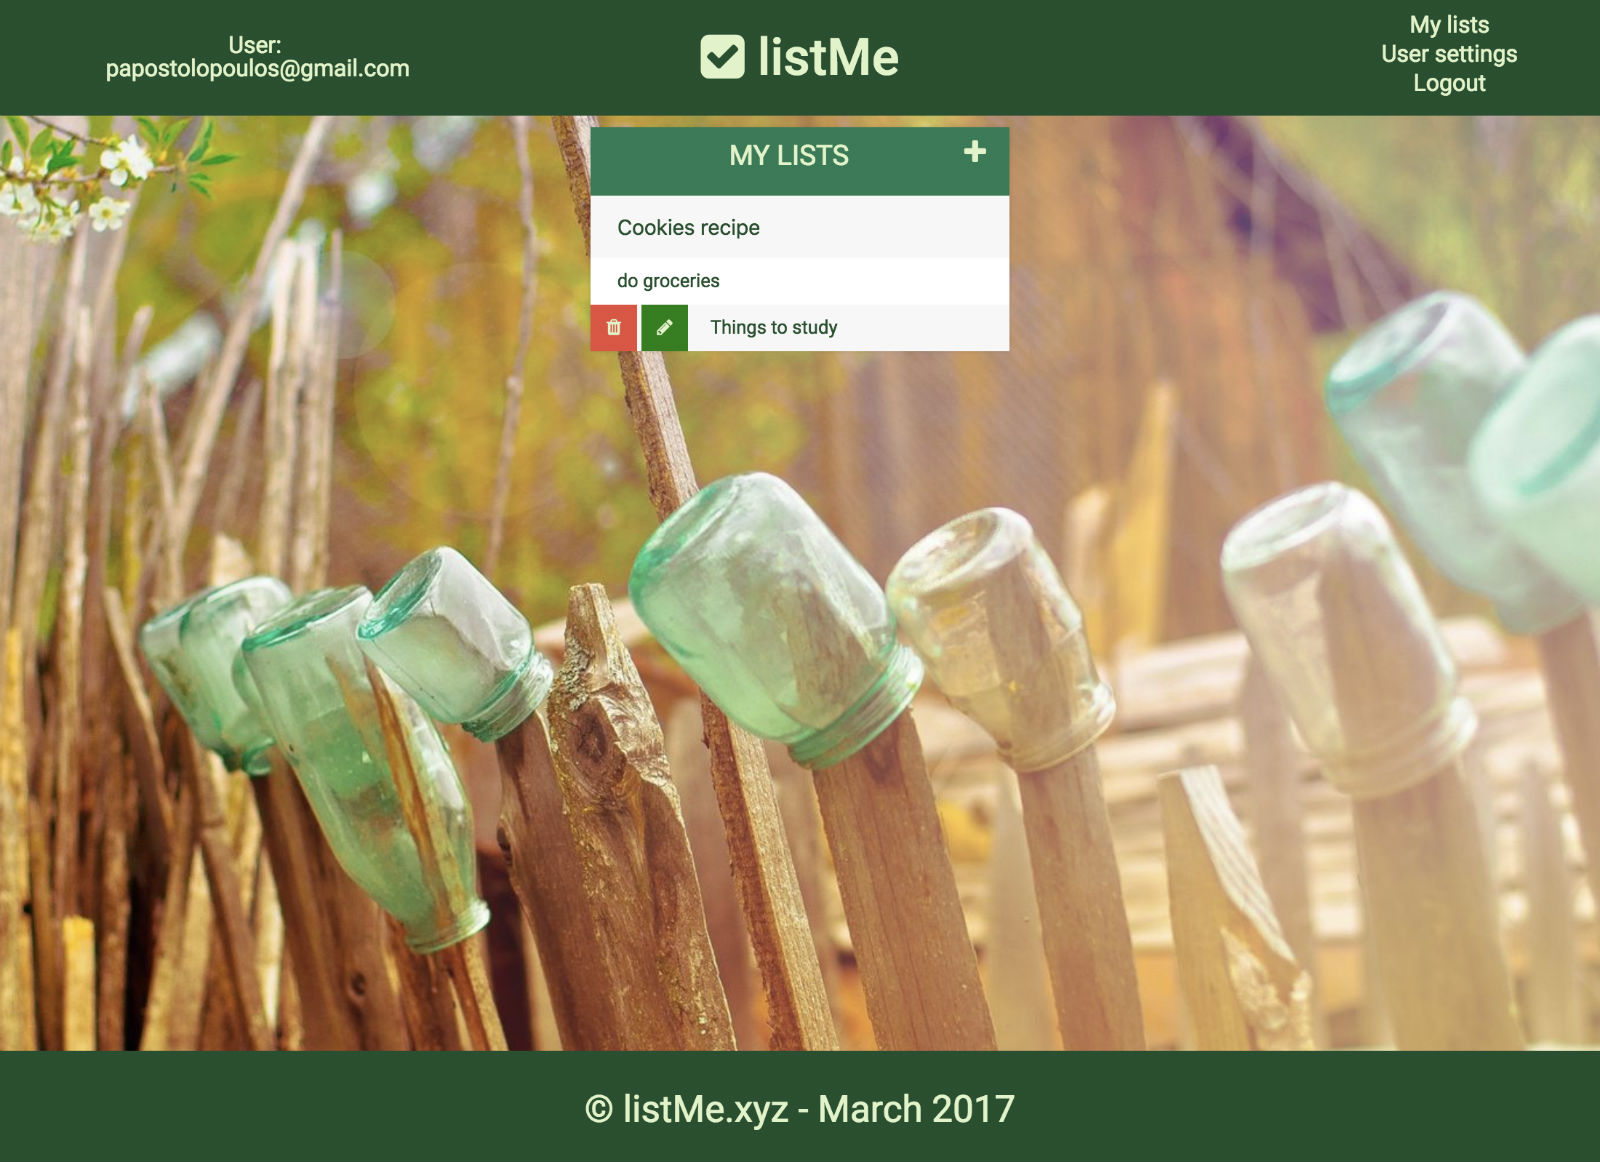 User:
papostolopoulos@gmail.com
listMe
My lists
User settings
Logout
MY LISTS
Cookies recipe
do groceries
Things to study
© listMe.xyz - March 2017